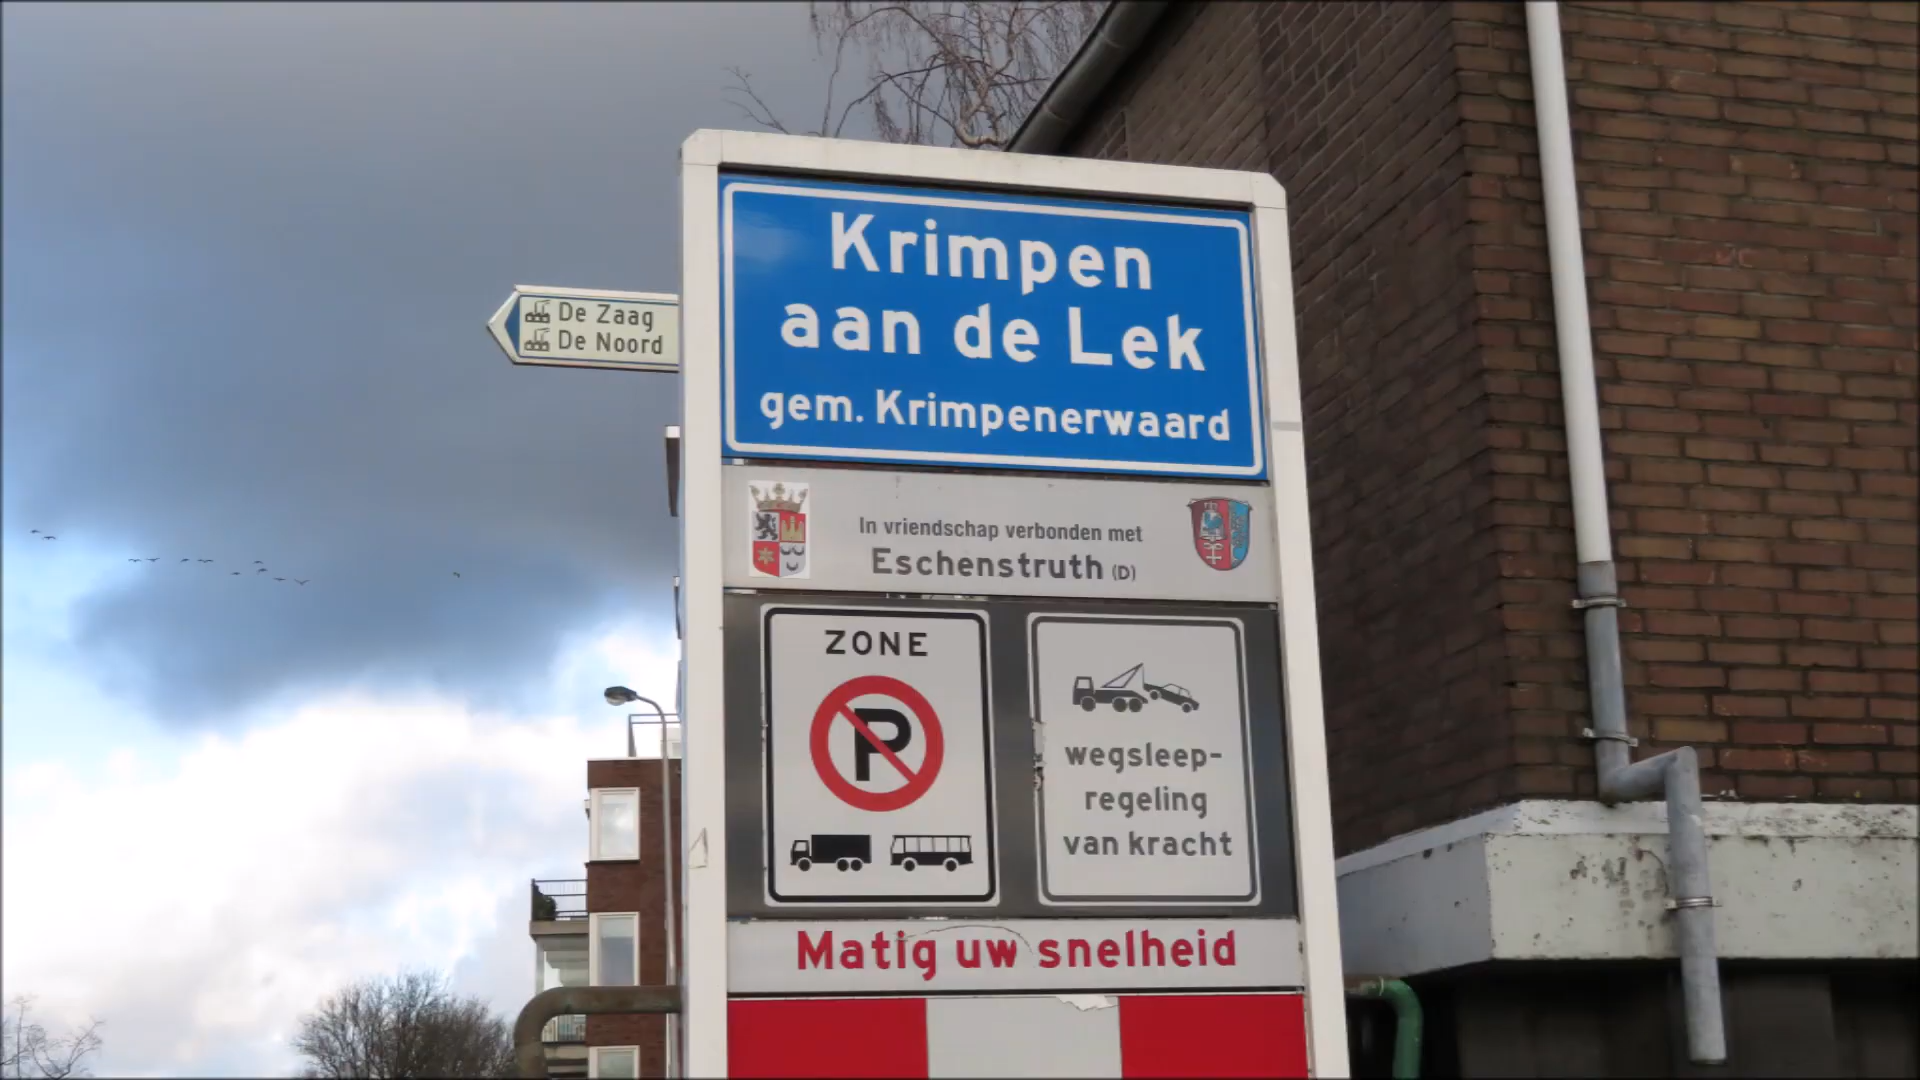 De Zaag
De Noord
Krimpen
aan de Lek
gem. Krimpenerwaard
In vriendschap verbonden met
Eschenstruth (D)
ZONE
P
wegsleep-
regeling
van kracht
Matig uw snelheid